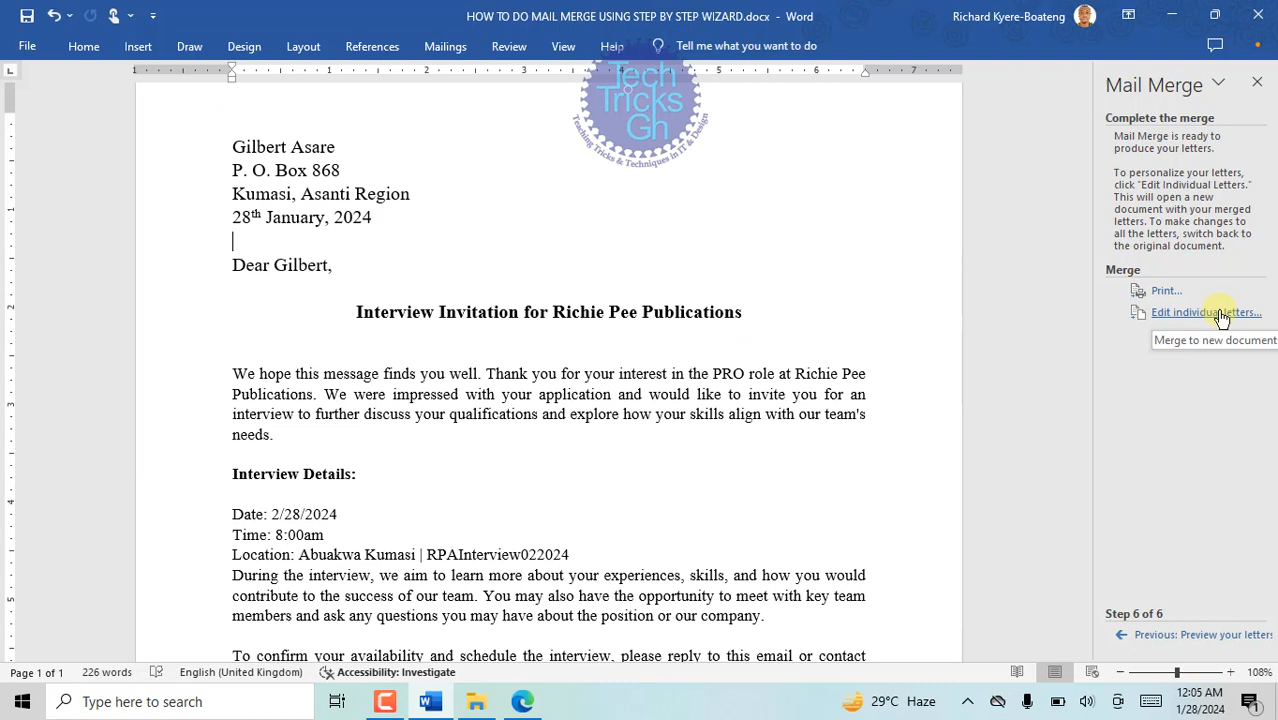 HOW TO DO MAIL MERGE USING STEP BY STEP WIZARD.docx - Word
Richard Kyere-Boateng
File Home Insert Draw Design Layout References Mailings Review View Help Tell me what you want to do
1 1 2 3 4 5 6 7
Tech
Tricks
Gh
Teaching Tricks & Techniques in IT & Design
Gilbert Asare
P. O. Box 868
Kumasi, Asanti Region
28th January, 2024
Dear Gilbert,
Interview Invitation for Richie Pee Publications
We hope this message finds you well. Thank you for your interest in the PRO role at Richie Pee
Publications. We were impressed with your application and would like to invite you for an
interview to further discuss your qualifications and explore how your skills align with our team's
needs.
Interview Details:
Date: 2/28/2024
Time: 8:00am
Location: Abuakwa Kumasi | RPAInterview022024
During the interview, we aim to learn more about your experiences, skills, and how you would
contribute to the success of our team. You may also have the opportunity to meet with key team
members and ask any questions you may have about the position or our company.
To confirm your availability and schedule the interview, please reply to this email or contact
1
2
3
4
5
Mail Merge
Complete the merge
Mail Merge is ready to
produce your letters.
To personalize your letters,
click "Edit Individual Letters."
This will open a new
document with your merged
letters. To make changes to
all the letters, switch back to
the original document.
Merge
Print...
Edit individual letters...
Merge to new document
Step 6 of 6
Previous: Preview your letters
Page 1 of 1 226 words English (United Kingdom) Accessibility: Investigate 108%
Type here to search
29°C Haze
12:05 AM
1/28/2024
1